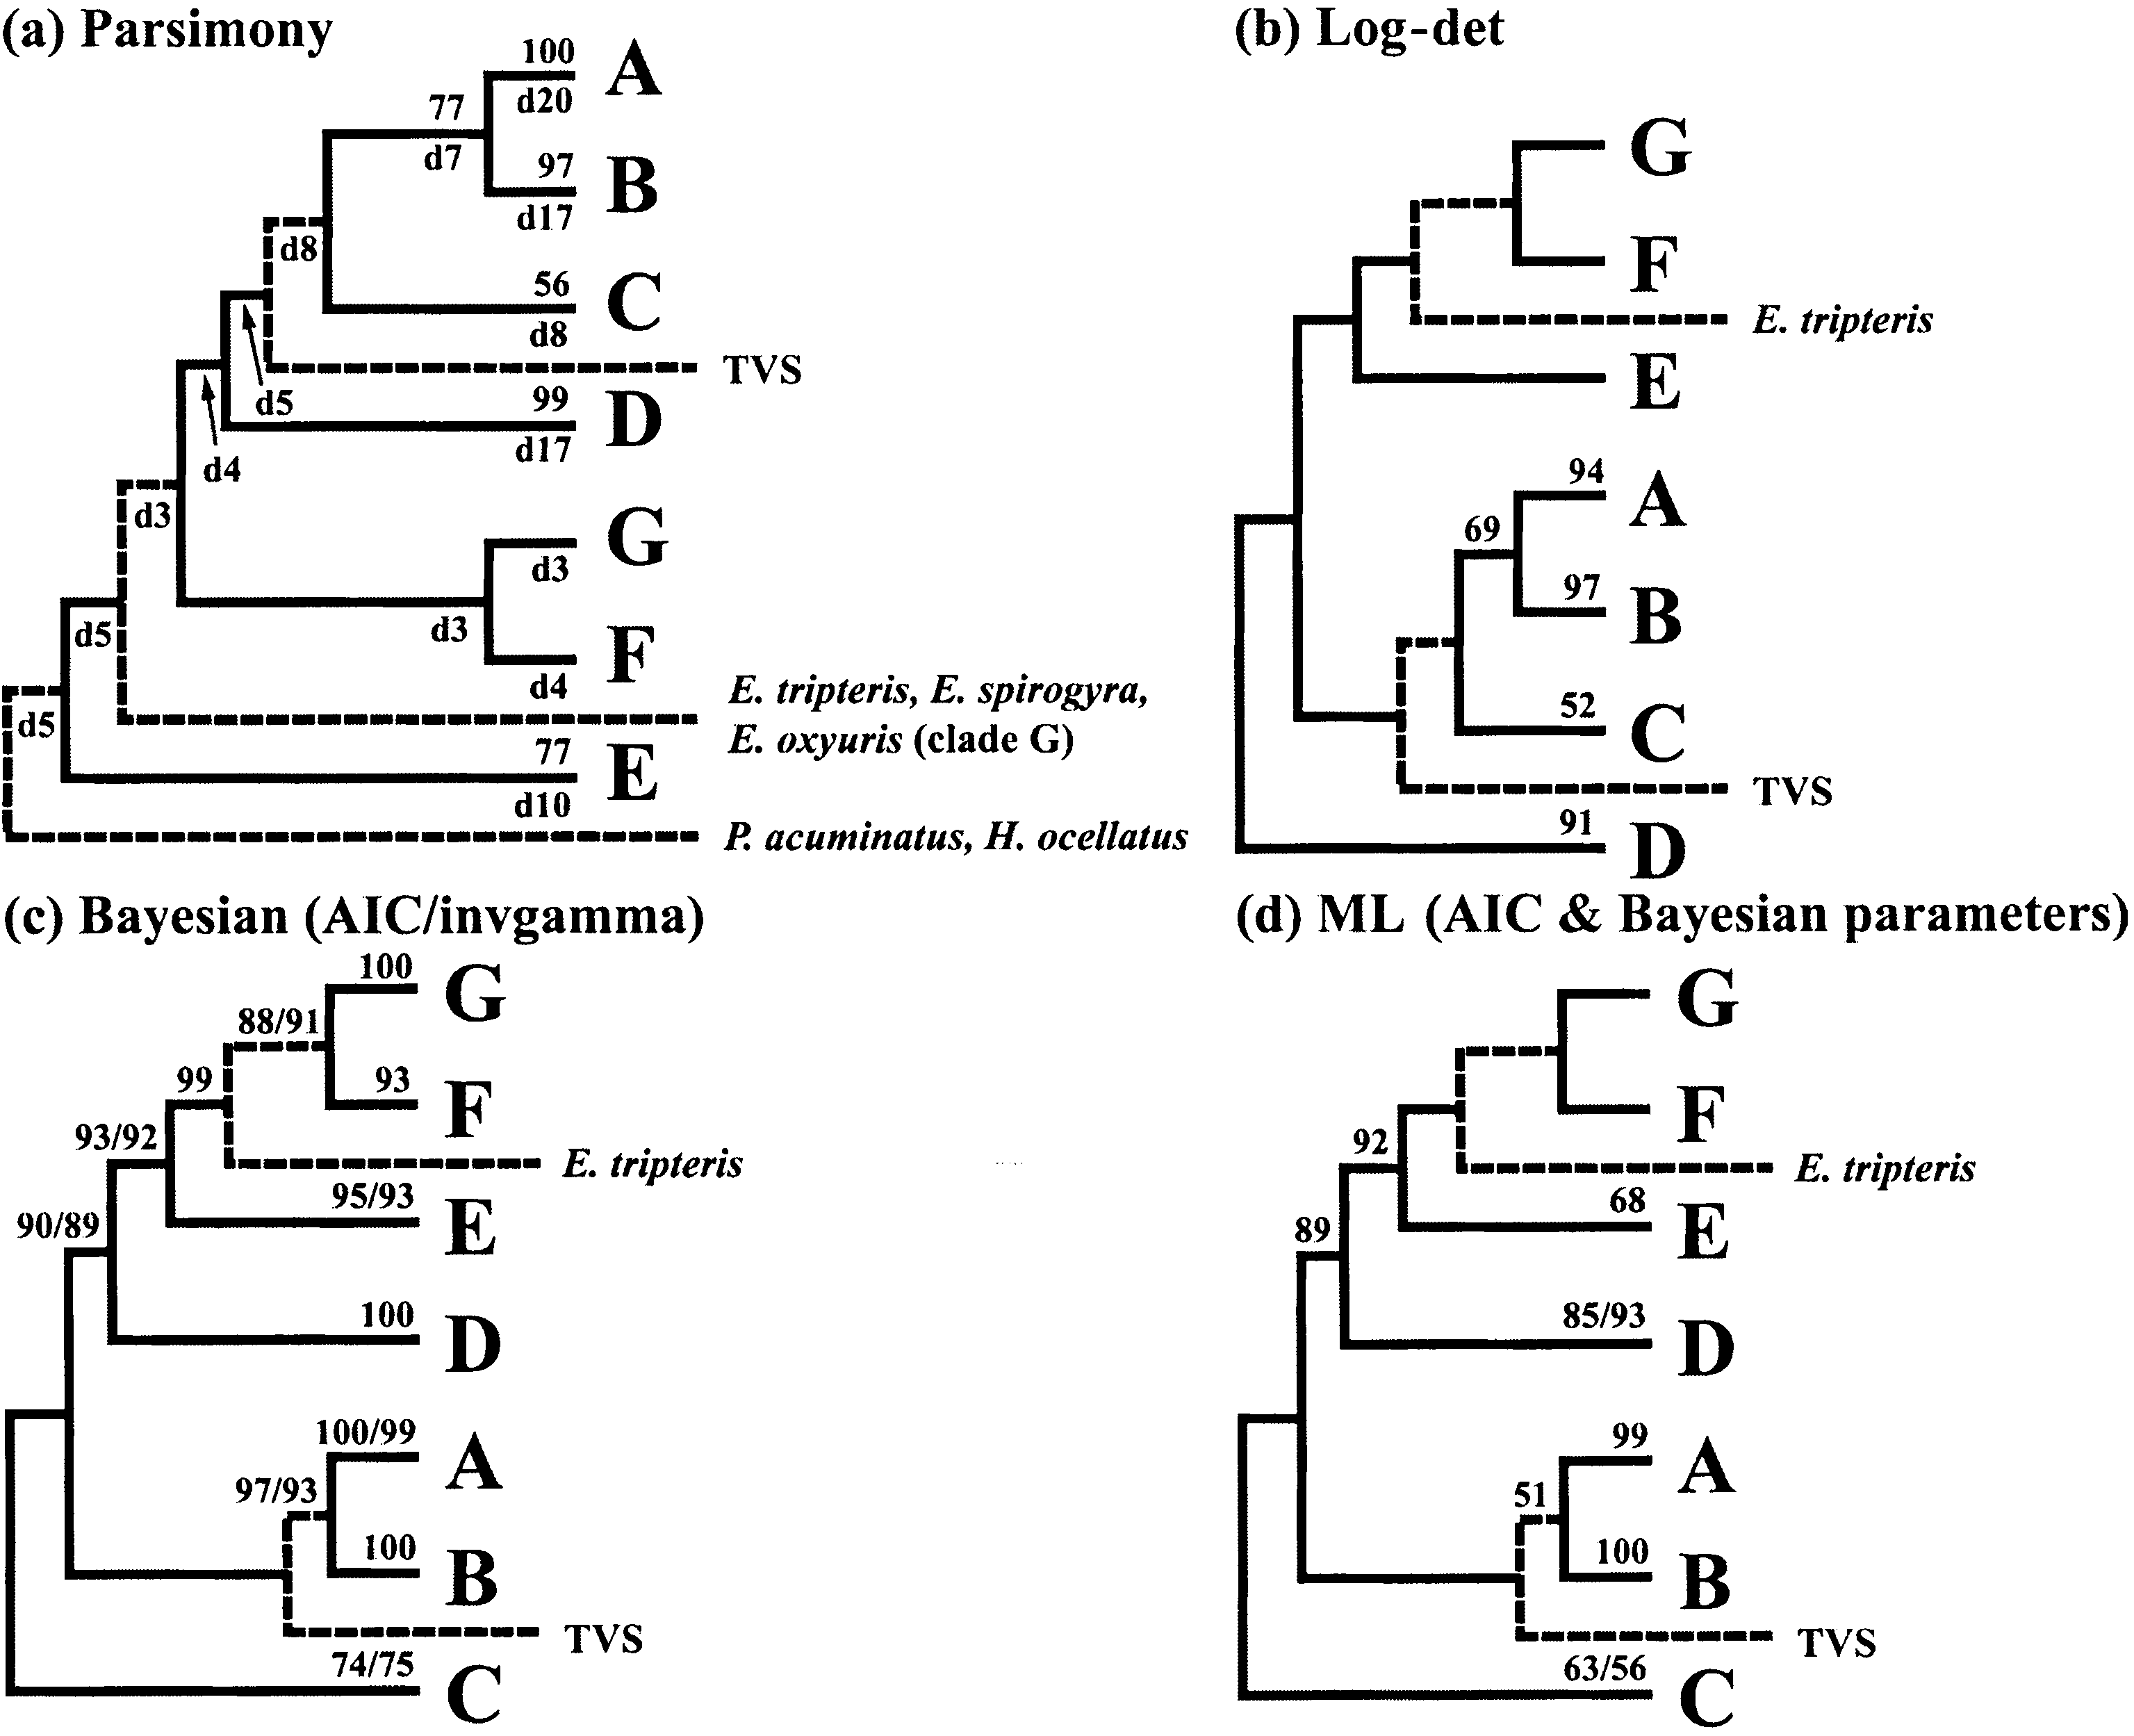 (a) Parsimony
100
A
d20
77
d7
97
B
d17
d8
56
C
d8
TVS
d5
99
D
d17
d4
d3
G
d3
d3
F
d4
d5
E. tripteris, E. spirogyra,
E. oxyuris (clade G)
d5
77
E
d10
P. acuminatus, H. ocellatus
(b) Log-det
G
F
E. tripteris
E
94
A
69
97
B
52
C
TVS
91
D
(c) Bayesian (AIC/invgamma)
100
G
88/91
93
F
99
93/92
E. tripteris
95/93
E
90/89
100
D
100/99
A
97/93
100
B
TVS
74/75
C
(d) ML (AIC & Bayesian parameters)
G
F
92
E. tripteris
68
E
89
85/93
D
99
A
51
100
B
TVS
63/56
C